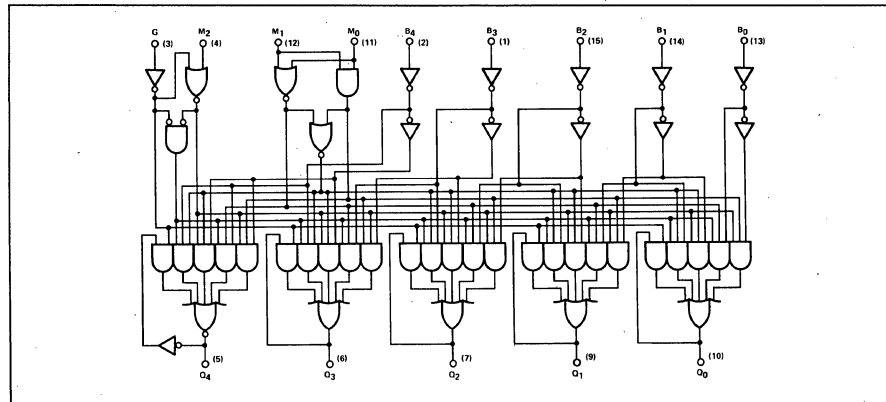 G (3) M2 (4) M1 (12) M0 (11) B4 (2) B3 (1) B2 (15) B1 (14) B0 (13)
(5) (6) (7) (9) (10)
Q4 Q3 Q2 Q1 Q0